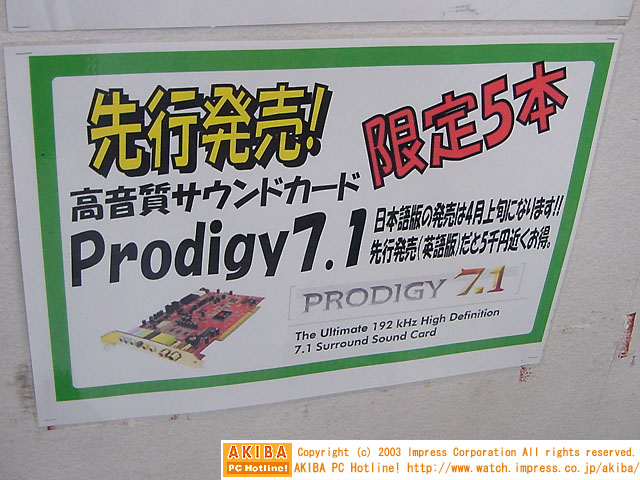 先行発売!
限定5本
高音質サウンドカード
Prodigy7.1
日本語版の発売は4月上旬になります!!
先行発売(英語版)だと5千円近くお得。
PRODIGY 7.1
The Ultimate 192 kHz High Definition
7.1 Surround Sound Card
AKIBA
PC Hotline!
Copyright (c) 2003 Impress Corporation All rights reserved.
AKIBA PC Hotline! http://www.watch.impress.co.jp/akiba/